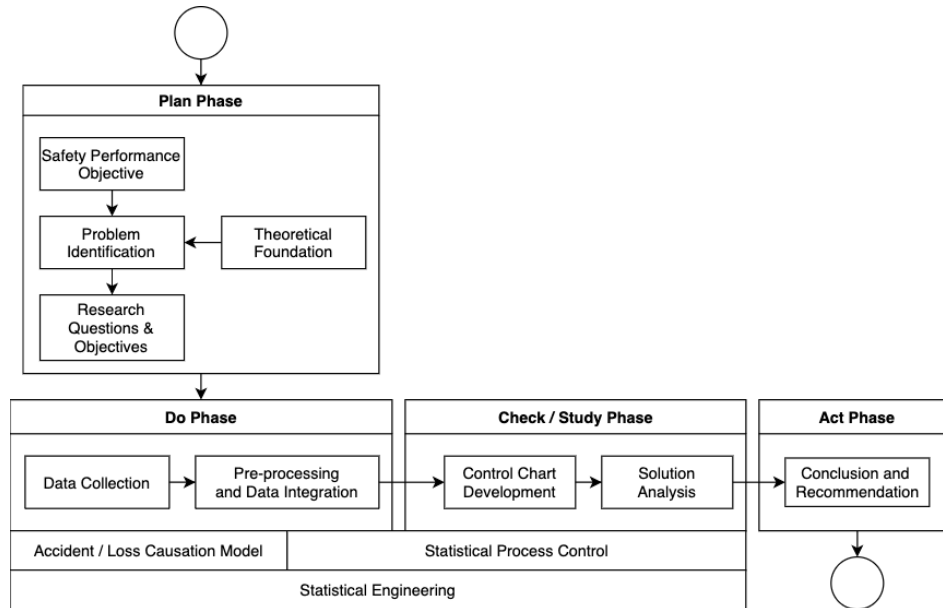 Plan Phase
Safety Performance
Objective
Problem
Identification
Theoretical
Foundation
Research
Questions &
Objectives
Do Phase
Data Collection
Pre-processing
and Data Integration
Check / Study Phase
Control Chart
Development
Solution
Analysis
Act Phase
Conclusion and
Recommendation
Accident / Loss Causation Model
Statistical Process Control
Statistical Engineering